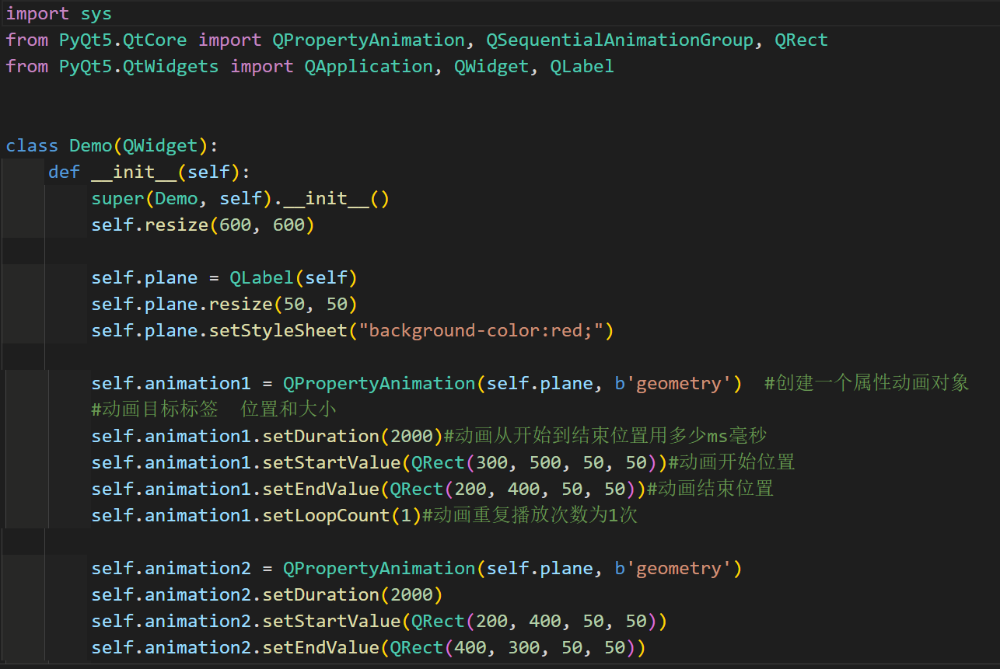 import sys
from PyQt5.QtCore import QPropertyAnimation, QSequentialAnimationGroup, QRect
from PyQt5.QtWidgets import QApplication, QWidget, QLabel
class Demo(QWidget):
def __init__(self):
super(Demo, self).__init__()
self.resize(600, 600)
self.plane = QLabel(self)
self.plane.resize(50, 50)
self.plane.setStyleSheet("background-color:red;")
self.animation1 = QPropertyAnimation(self.plane, b'geometry')  #创建一个属性动画对象
#动画目标标签  位置和大小
self.animation1.setDuration(2000)#动画从开始到结束位置用多少ms毫秒
self.animation1.setStartValue(QRect(300, 500, 50, 50))#动画开始位置
self.animation1.setEndValue(QRect(200, 400, 50, 50))#动画结束位置
self.animation1.setLoopCount(1)#动画重复播放次数为1次
self.animation2 = QPropertyAnimation(self.plane, b'geometry')
self.animation2.setDuration(2000)
self.animation2.setStartValue(QRect(200, 400, 50, 50))
self.animation2.setEndValue(QRect(400, 300, 50, 50))